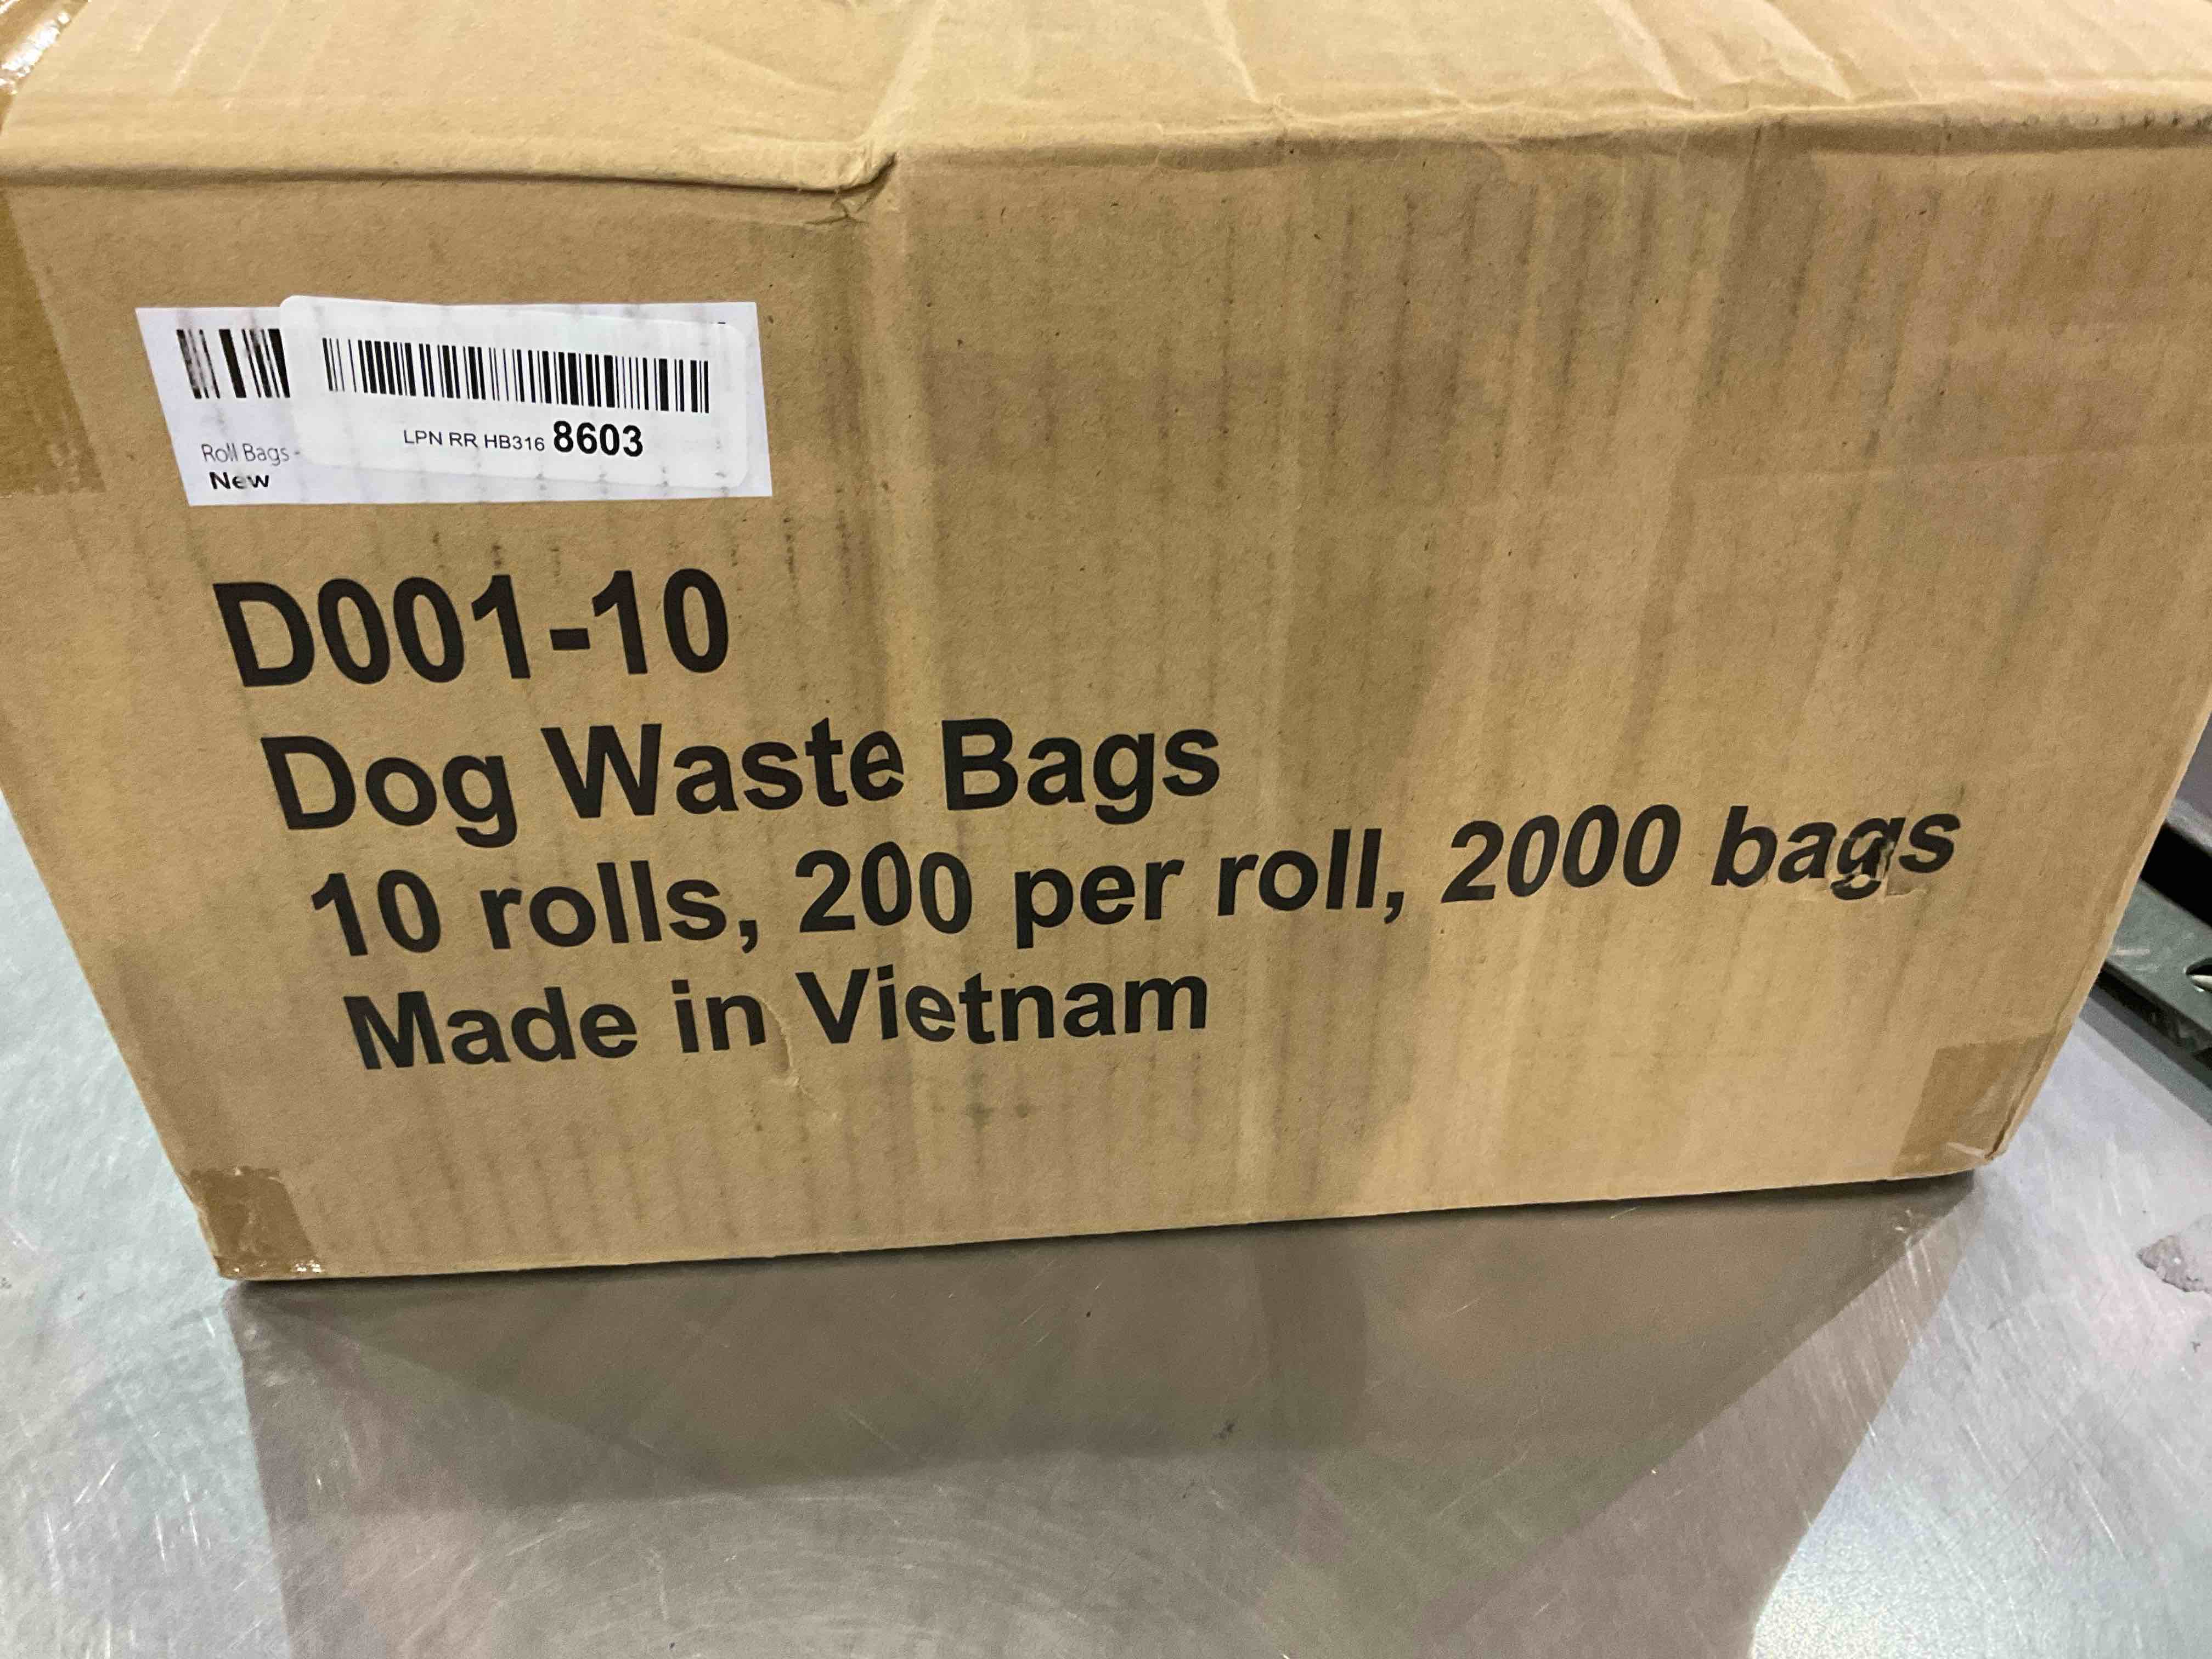 LPN RR HB316 8603
Roll Bags -
New
D001-10
Dog Waste Bags
10 rolls, 200 per roll, 2000 bags
Made in Vietnam